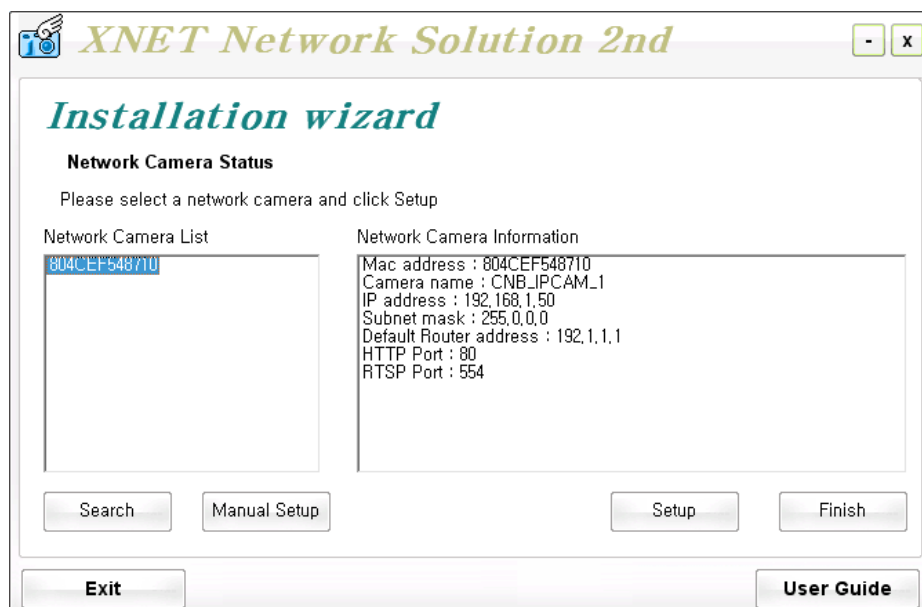 XNET Network Solution 2nd
- x
Installation wizard
Network Camera Status
Please select a network camera and click Setup
Network Camera List
Network Camera Information
804CEF548710
Mac address : 804CEF548710
Camera name : CNB_IPCAM_1
IP address : 192,168,1,50
Subnet mask : 255,0,0,0
Default Router address : 192,1,1,1
HTTP Port : 80
RTSP Port : 554
Search
Manual Setup
Setup
Finish
Exit
User Guide